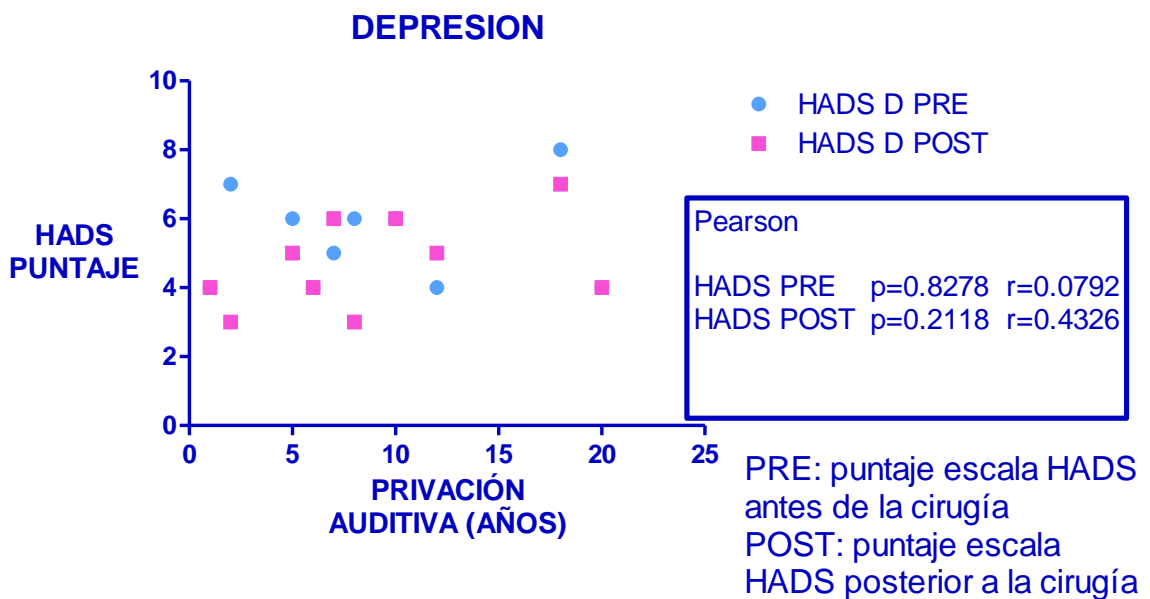 DEPRESION
10
8
6
4
2
0
HADS
PUNTAJE
0 5 10 15 20 25
PRIVACIÓN
AUDITIVA (AÑOS)
HADS D PRE
HADS D POST
Pearson
HADS PRE p=0.8278 r=0.0792
HADS POST p=0.2118 r=0.4326
PRE: puntaje escala HADS
antes de la cirugía
POST: puntaje escala
HADS posterior a la cirugía